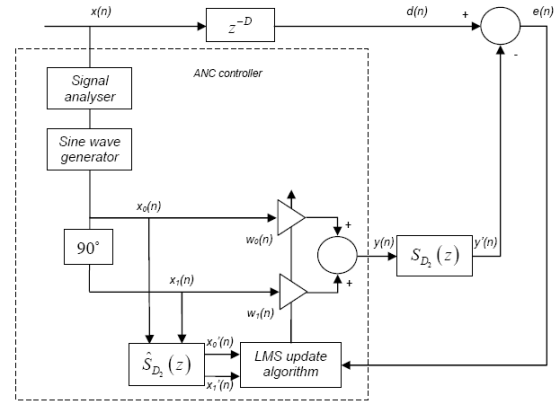 x(n)
z⁻ᴰ
d(n)
+
e(n)
-
ANC controller
Signal
analyser
Sine wave
generator
x₀(n)
90°
w₀(n)
+
+
y(n)
S_{D₂}(z)
y'(n)
x₁(n)
w₁(n)
Ŝ_{D₂}(z)
x₀'(n)
x₁'(n)
LMS update
algorithm